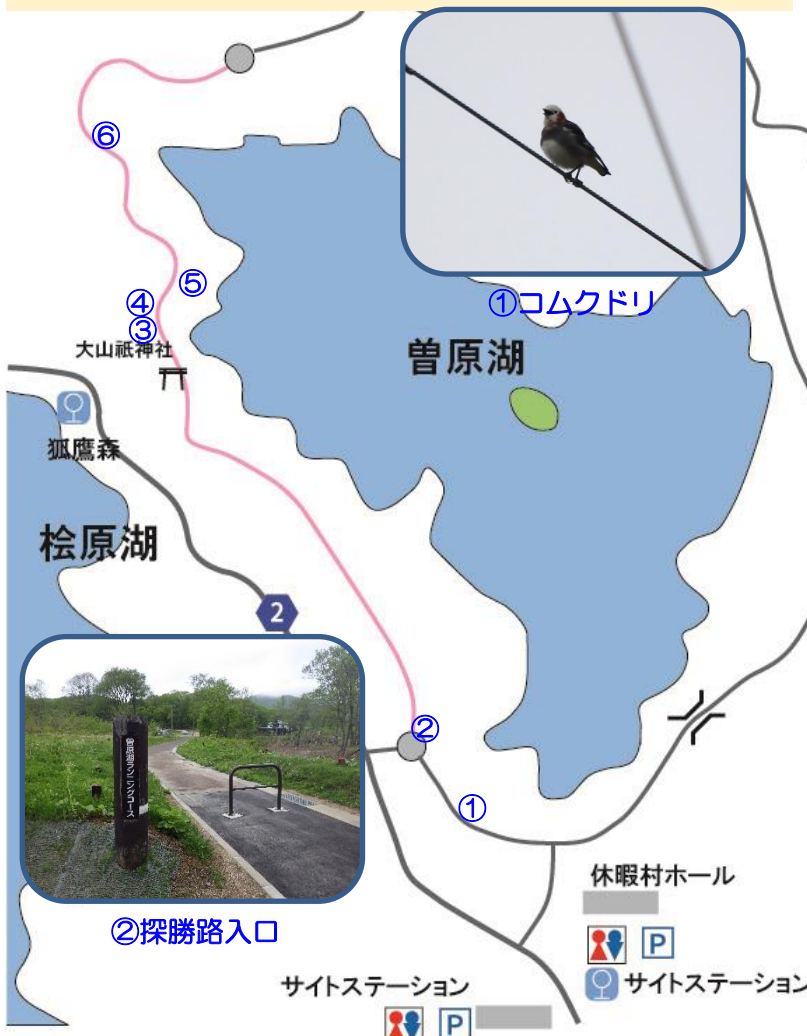 ⑥
①コムクドリ
⑤
④
③
大山祇神社
曽原湖
狐鷹森
桧原湖
2
曽原湖ランニングコース
②
①
②探勝路入口
休暇村ホール
P
サイトステーション
サイトステーション
P